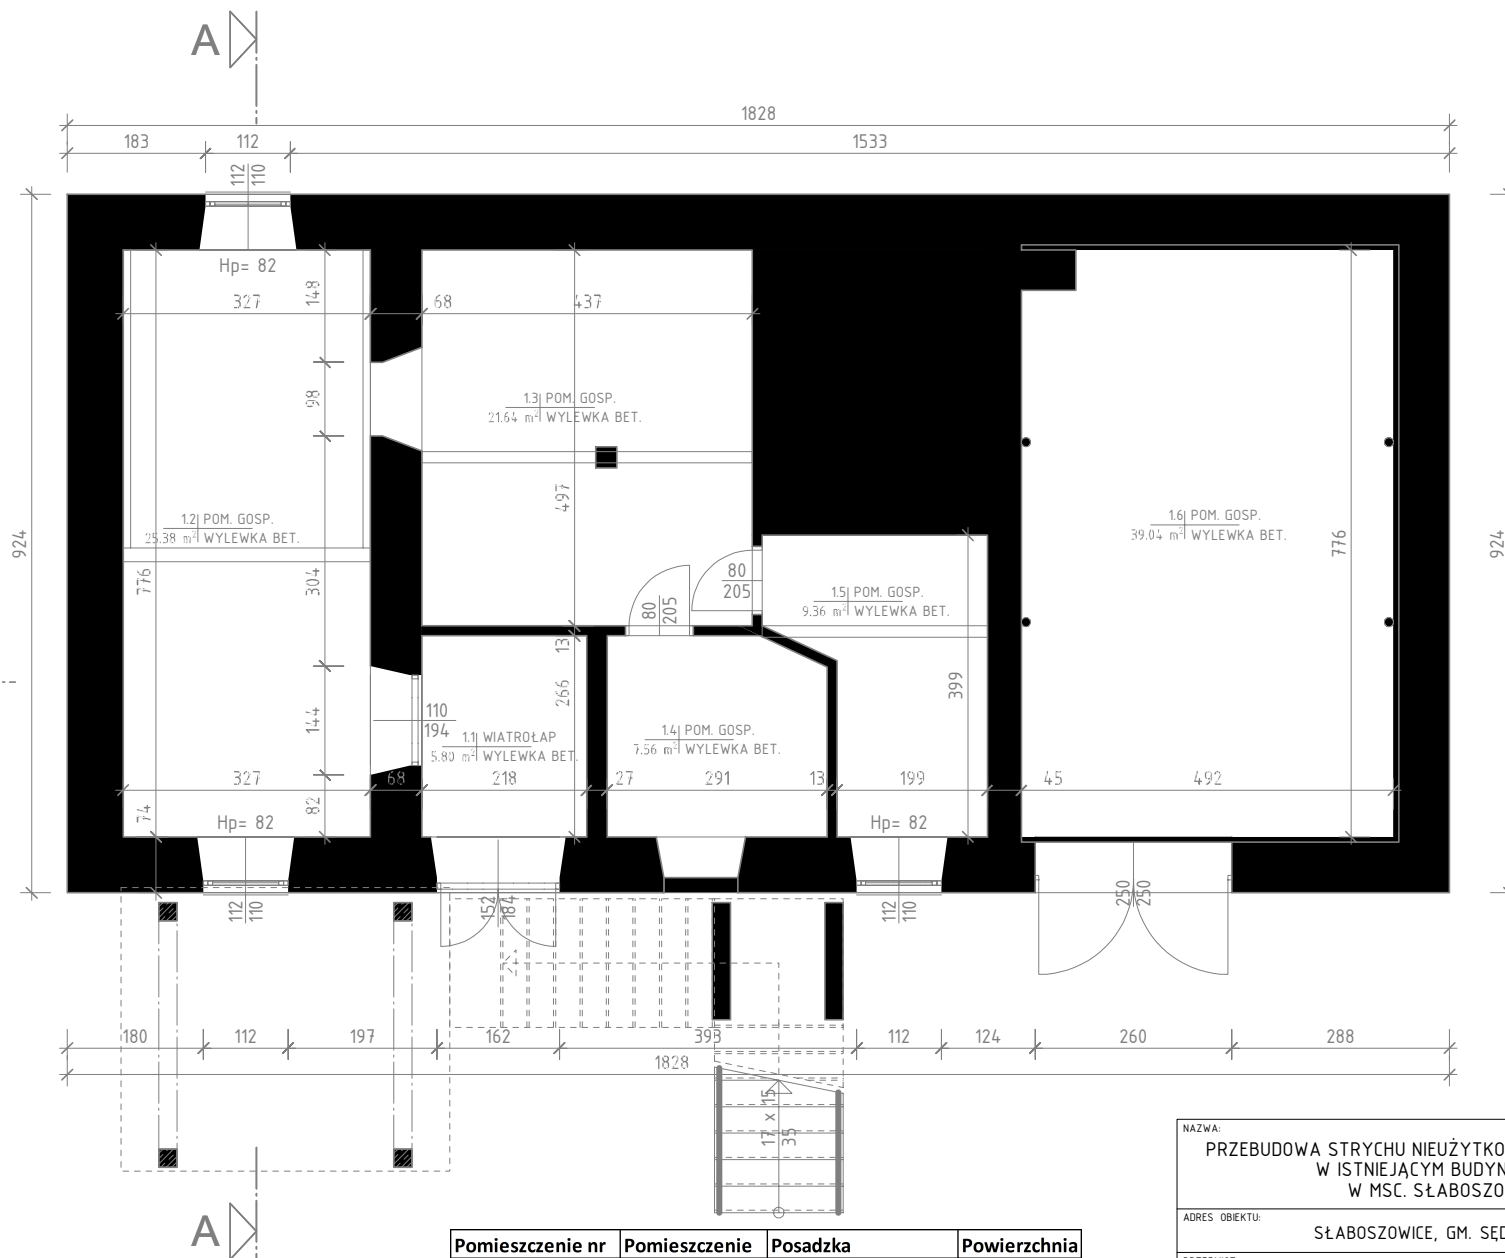 A
1828
183 112 1533
112 110
Hp= 82
327 68 437
148
98
1.3 POM. GOSP.
21.64 m² WYLEWKA BET.
497
1.2 POM. GOSP.
25.38 m² WYLEWKA BET.
1.6 POM. GOSP.
39.04 m² WYLEWKA BET.
924
776
304
776
924
80
205
80
205
1.5 POM. GOSP.
9.36 m² WYLEWKA BET.
13
266
399
144
110
194
1.1 WIATROŁAP
5.80 m² WYLEWKA BET.
1.4 POM. GOSP.
7.56 m² WYLEWKA BET.
327 68 218 27 291 13 199 45 492
74
82
Hp= 82
Hp= 82
112 110
152 184
112 110
250 250
180 112 197 162 393 112 124 260 288
1828
17 x 15
35
NAZWA:
PRZEBUDOWA STRYCHU NIEUŻYTKO
W ISTNIEJĄCYM BUDYN
W MSC. SŁABOSZO
ADRES OBIEKTU:
SŁABOSZOWICE, GM. SĘD
A
Pomieszczenie nr Pomieszczenie Posadzka Powierzchnia